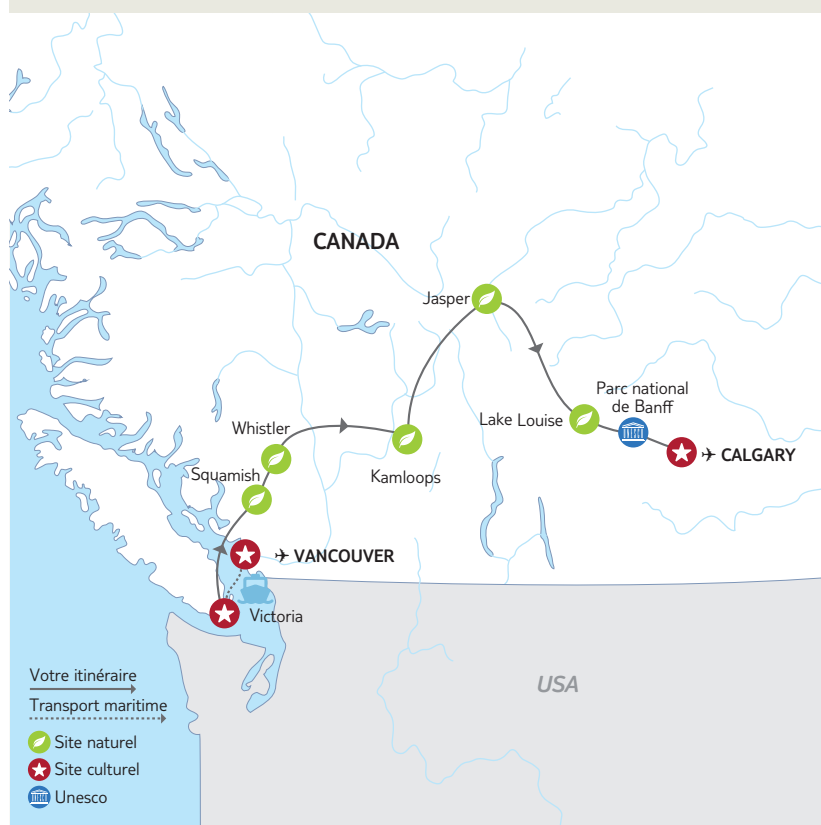 CANADA
Jasper
Parc national
de Banff
Lake Louise
CALGARY
Whistler
Squamish
Kamloops
VANCOUVER
Victoria
USA
Votre itinéraire
Transport maritime
Site naturel
Site culturel
UNESCO
Unesco